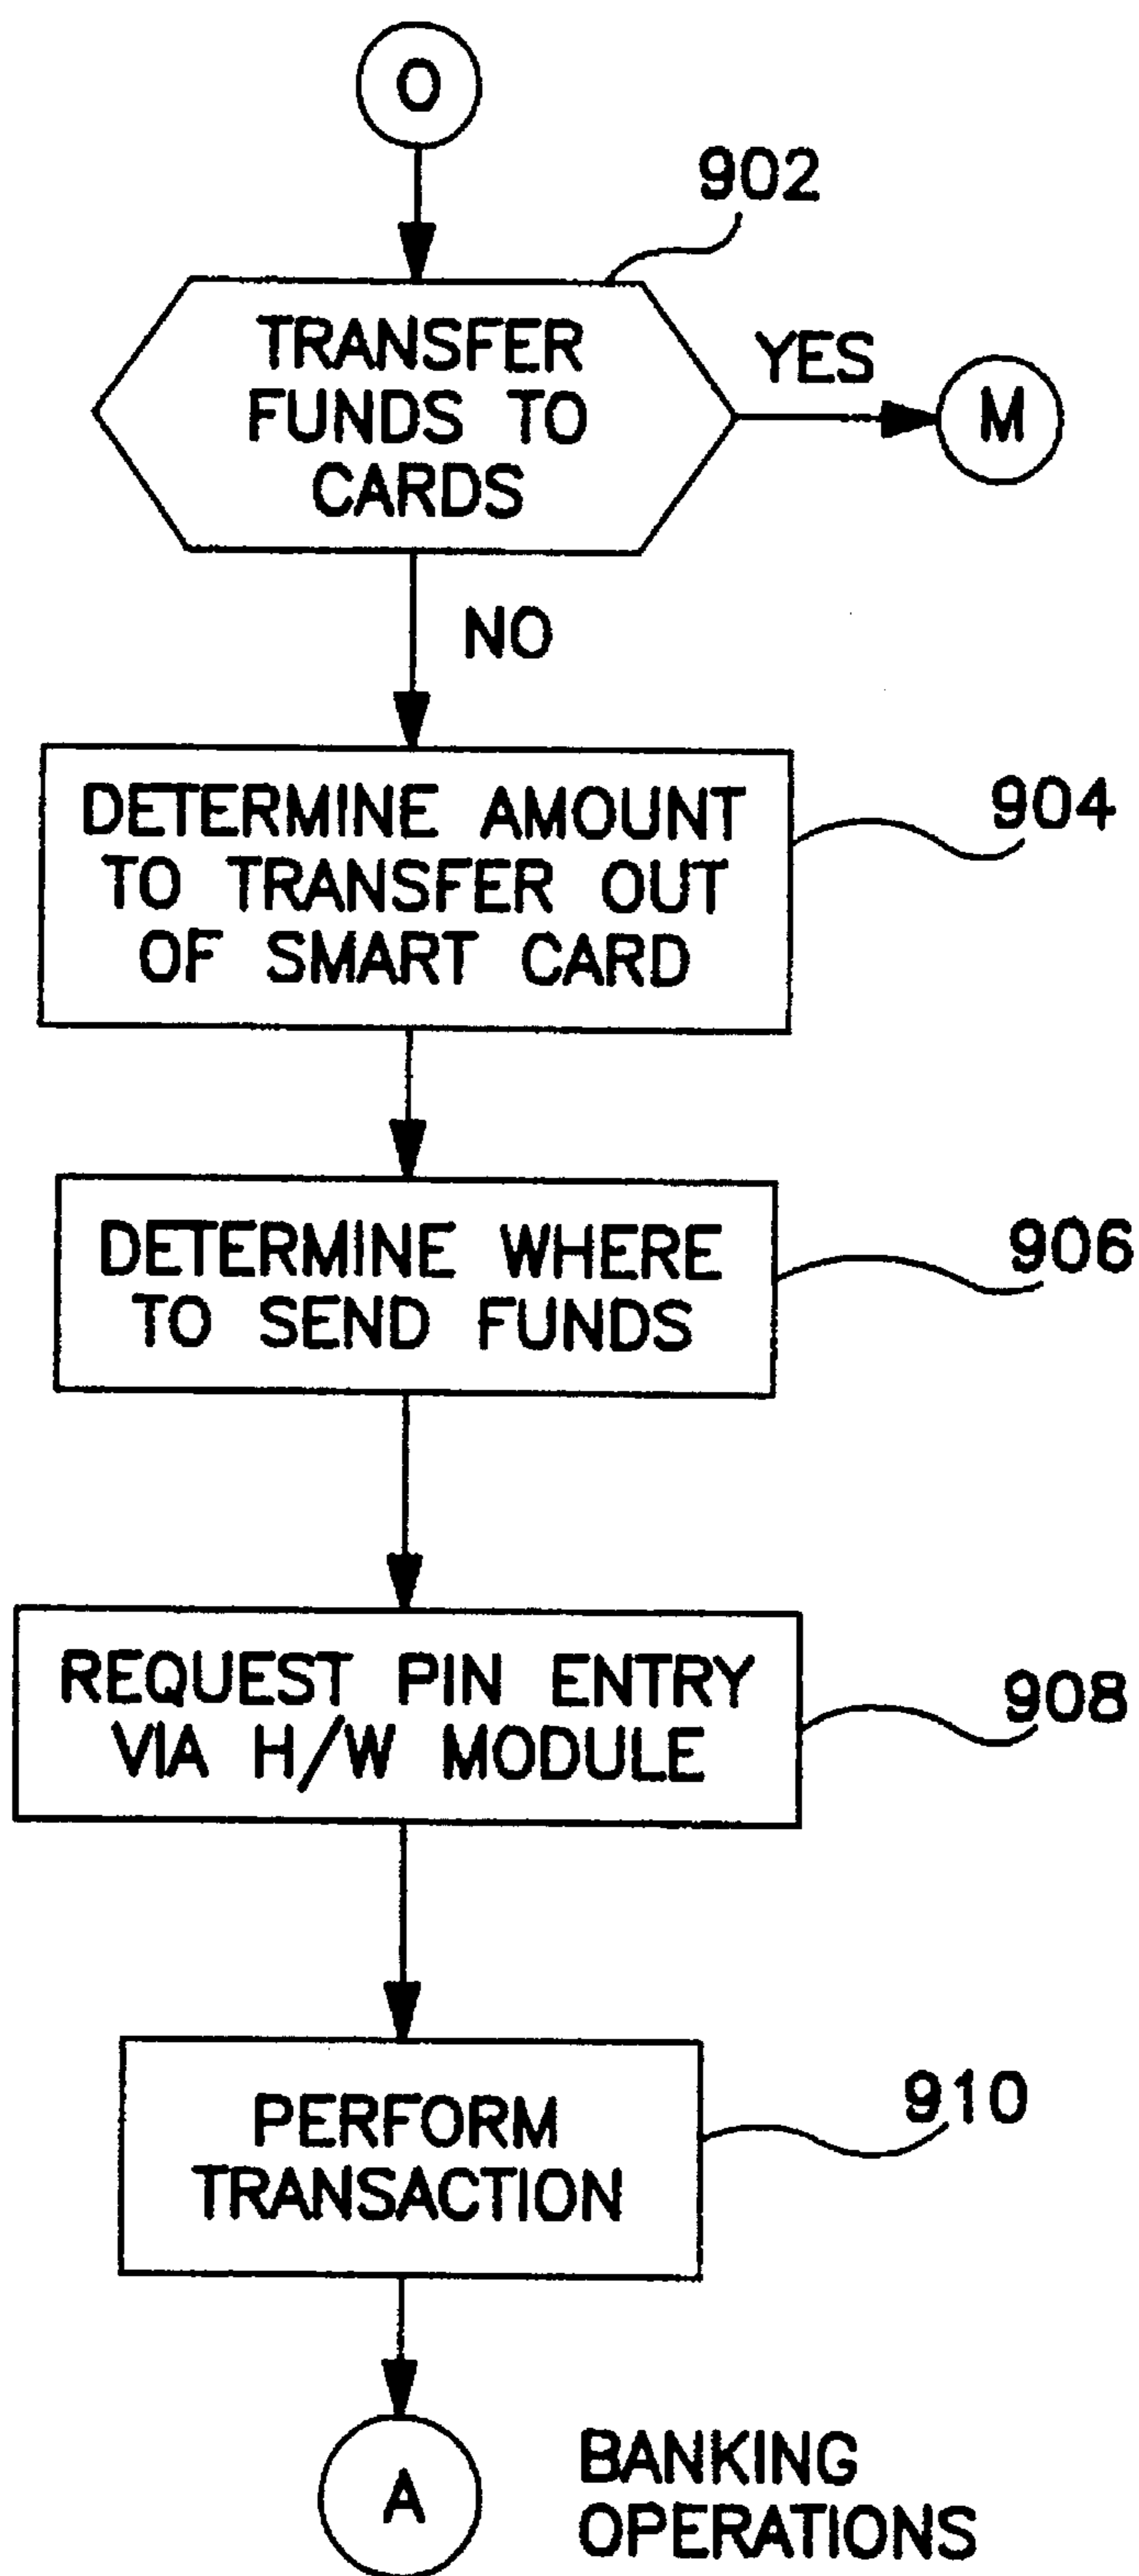 O
902
TRANSFER
FUNDS TO
CARDS
YES
M
NO
DETERMINE AMOUNT
TO TRANSFER OUT
OF SMART CARD
904
DETERMINE WHERE
TO SEND FUNDS
906
REQUEST PIN ENTRY
VIA H/W MODULE
908
PERFORM
TRANSACTION
910
A
BANKING
OPERATIONS